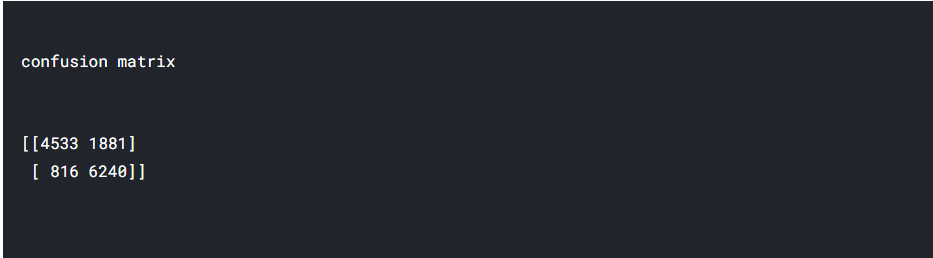 confusion matrix
[[4533 1881]
[ 816 6240]]